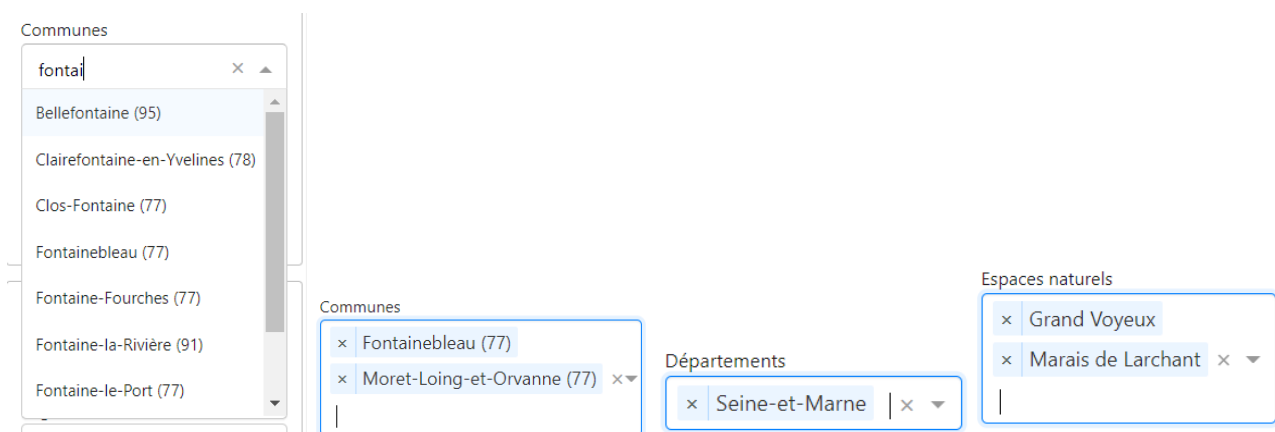 Communes
fontai
Bellefontaine (95)
Clairefontaine-en-Yvelines (78)
Clos-Fontaine (77)
Fontainebleau (77)
Fontaine-Fourches (77)
Fontaine-la-Rivière (91)
Fontaine-le-Port (77)
Communes
× Fontainebleau (77)
× Moret-Loing-et-Orvanne (77) ×
Départements
× Seine-et-Marne ×
Espaces naturels
× Grand Voyeux
× Marais de Larchant ×